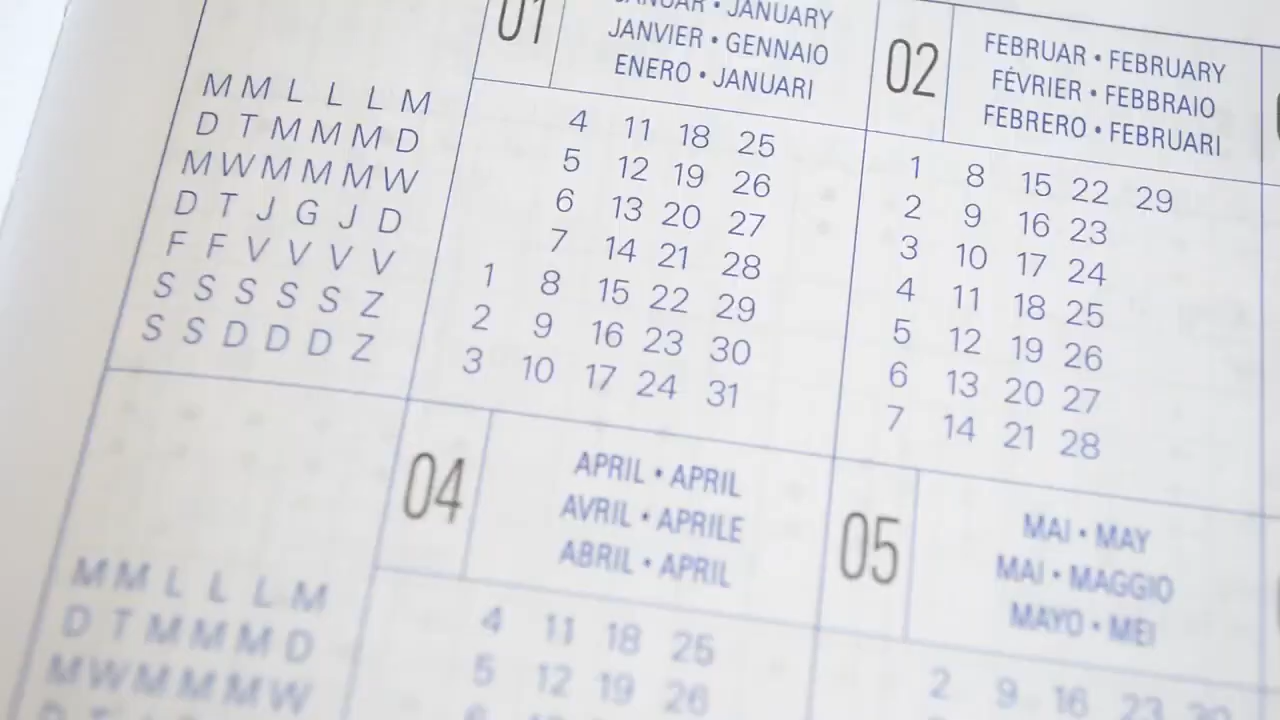 01
JANUAR • JANUARY
JANVIER • GENNAIO
ENERO • JANUARI
02
FEBRUAR • FEBRUARY
FÉVRIER • FEBBRAIO
FEBRERO • FEBRUARI
M M L L L M
D T M M M D
M W M M M W
D T J G J D
F F V V V V
S S S S S Z
S S D D D Z
4 11 18 25
5 12 19 26
6 13 20 27
7 14 21 28
1 8 15 22 29
2 9 16 23 30
3 10 17 24 31
1 8 15 22 29
2 9 16 23
3 10 17 24
4 11 18 25
5 12 19 26
6 13 20 27
7 14 21 28
04
APRIL • APRIL
AVRIL • APRILE
ABRIL • APRIL
05
MAI • MAY
MAI • MAGGIO
MAYO • MEI
M M L L L M
D T M M M D
M W M M M W
4 11 18 25
5 12 19 26
2 9 16 23 30